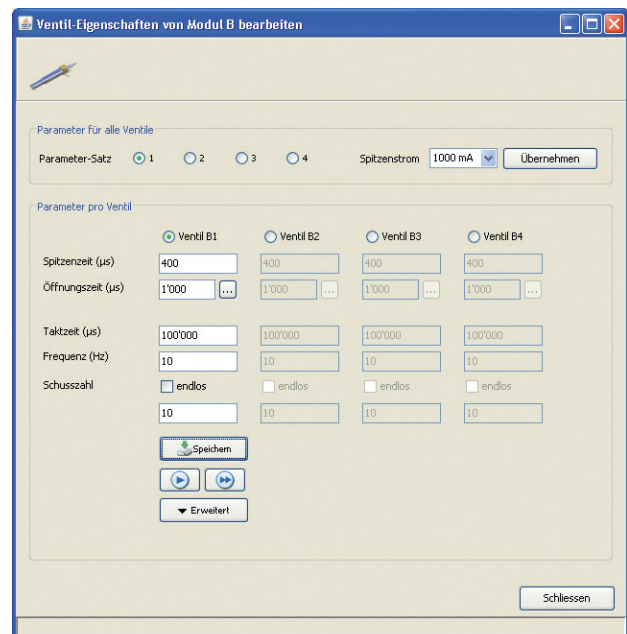 Ventil-Eigenschaften von Modul B bearbeiten
Parameter für alle Ventile
Parameter-Satz 1 2 3 4 Spitzenstrom 1000 mA Übernehmen
Parameter pro Ventil
Ventil B1 Ventil B2 Ventil B3 Ventil B4
Spitzenzeit (µs) 400 400 400 400
Öffnungszeit (µs) 1'000 ... 1'000 ... 1'000 ... 1'000 ...
Taktzeit (µs) 100'000 100'000 100'000 100'000
Frequenz (Hz) 10 10 10 10
Schusszahl endlos endlos endlos endlos
10 10 10 10
Speichern
Erweitert
Schliessen